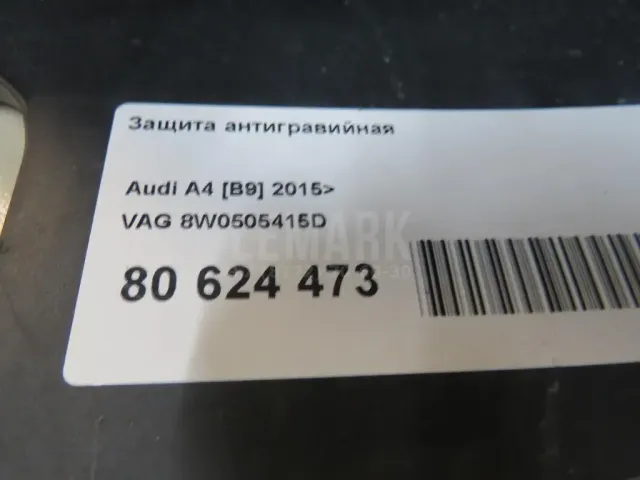 Защита антигравийная
Audi A4 [B9] 2015>
VAG 8W0505415D
80 624 473